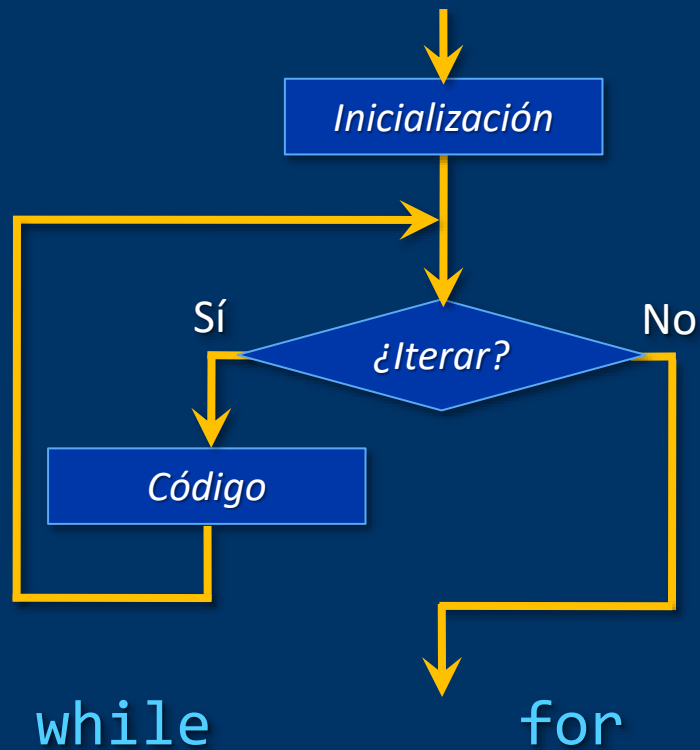 Inicialización
Sí
No
¿Iterar?
Código
while
for